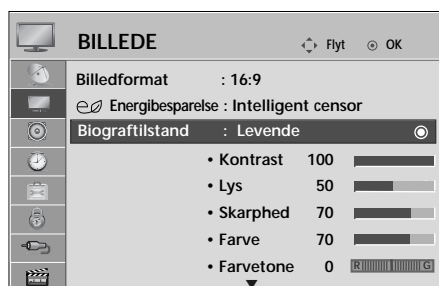 BILLEDE Flyt OK
Billedformat : 16:9
Energibesparelse : Intelligent censor
Biograftilstand : Levende
• Kontrast 100
• Lys 50
• Skarphed 70
• Farve 70
• Farvetone 0 R G